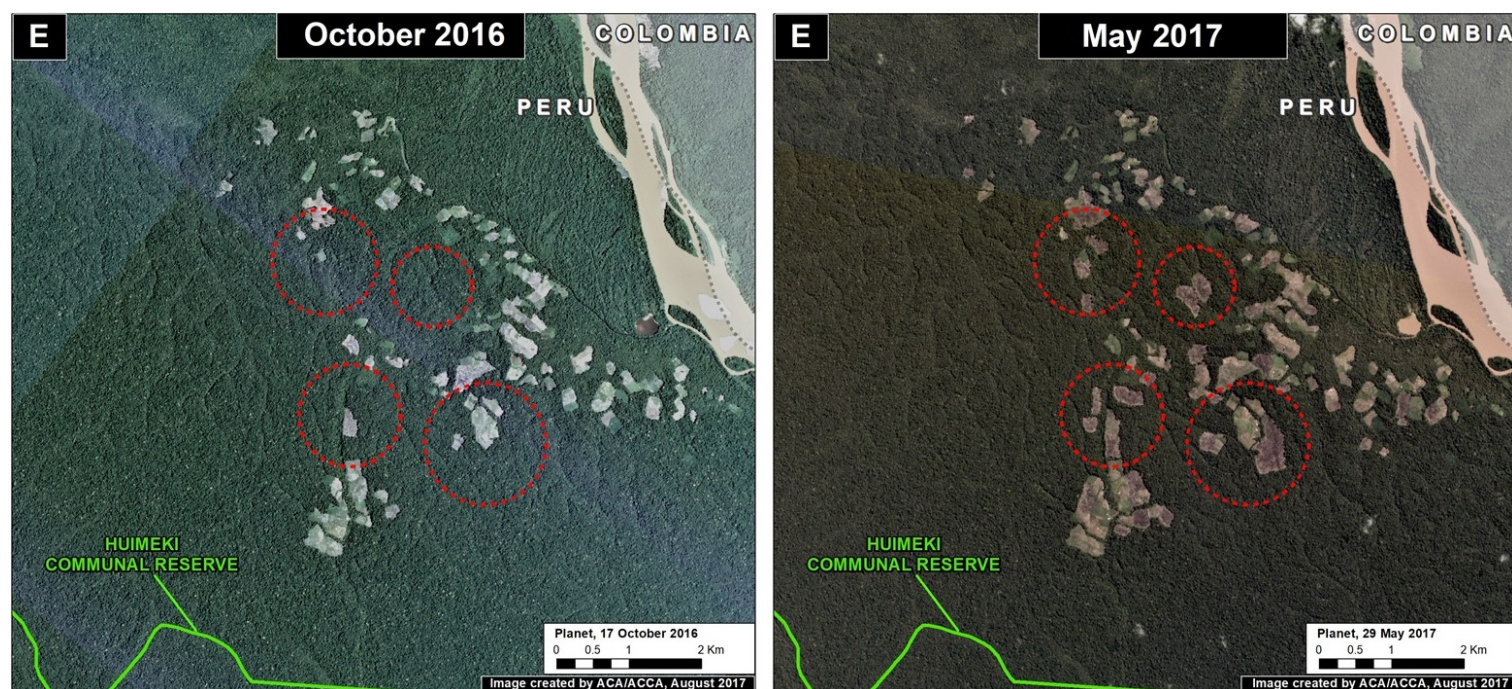 E
October 2016
COLOMBIA
PERU
HUIMEKI
COMMUNAL RESERVE
Planet, 17 October 2016
0 0.5 1 2 Km
Image created by ACA/ACCA, August 2017
E
May 2017
COLOMBIA
PERU
HUIMEKI
COMMUNAL RESERVE
Planet, 29 May 2017
0 0.5 1 2 Km
Image created by ACA/ACCA, August 2017